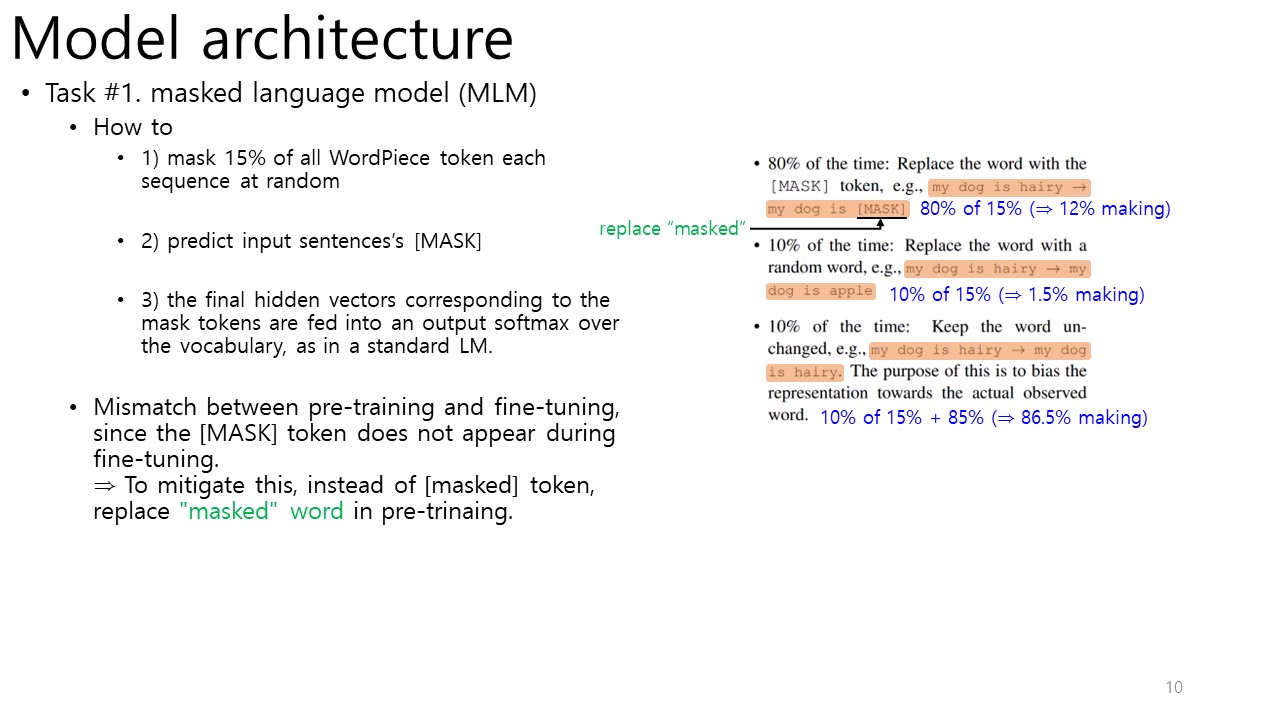 Model architecture
• Task #1. masked language model (MLM)
• How to
• 1) mask 15% of all WordPiece token each
sequence at random
• 2) predict input sentences’s [MASK]
• 3) the final hidden vectors corresponding to the
mask tokens are fed into an output softmax over
the vocabulary, as in a standard LM.
• Mismatch between pre-training and fine-tuning,
since the [MASK] token does not appear during
fine-tuning.
⇒ To mitigate this, instead of [masked] token,
replace "masked" word in pre-trinaing.
replace “masked”
• 80% of the time: Replace the word with the
[MASK] token, e.g., my dog is hairy →
my dog is [MASK] 80% of 15% (⇒ 12% making)
• 10% of the time: Replace the word with a
random word, e.g., my dog is hairy → my
dog is apple 10% of 15% (⇒ 1.5% making)
• 10% of the time: Keep the word un-
changed, e.g., my dog is hairy → my dog
is hairy. The purpose of this is to bias the
representation towards the actual observed
word. 10% of 15% + 85% (⇒ 86.5% making)
10